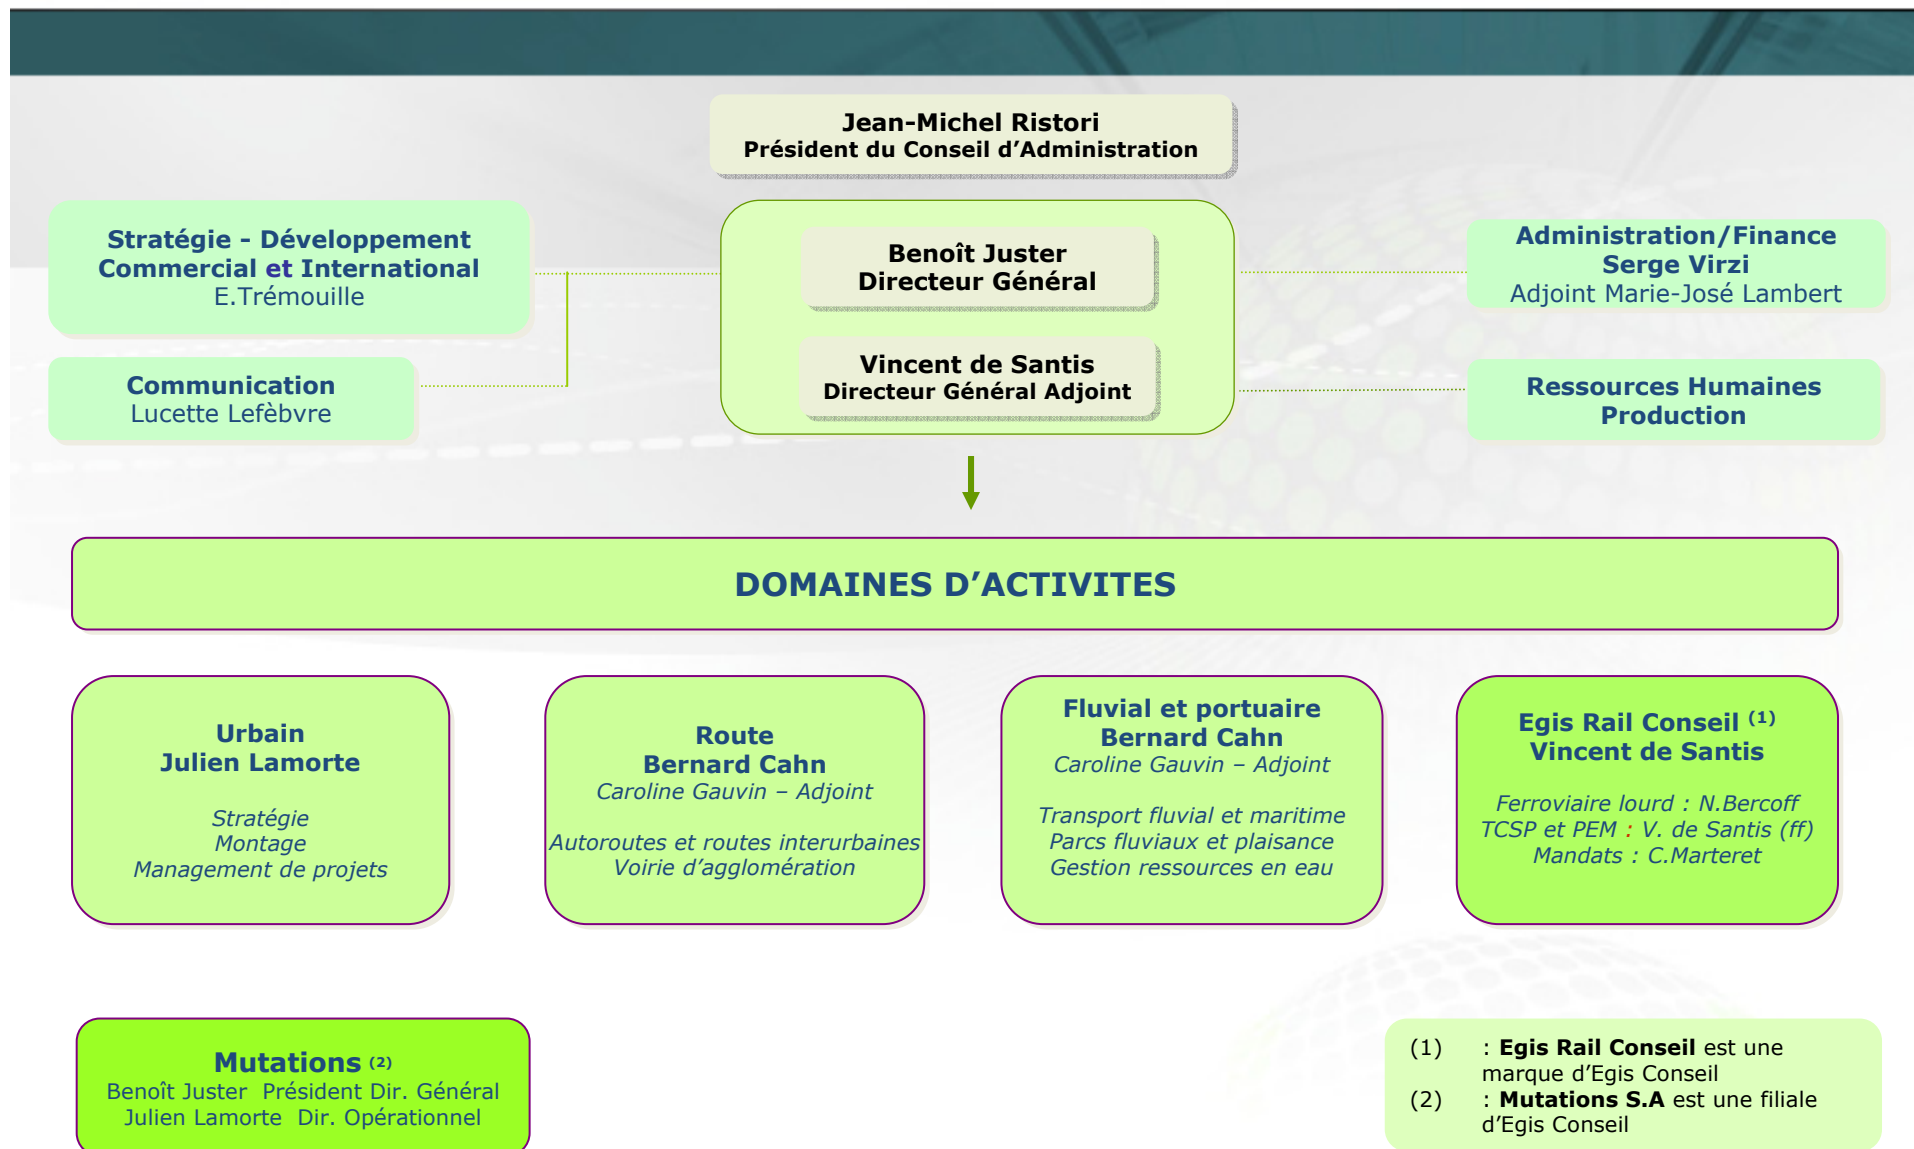 Jean-Michel Ristori
Président du Conseil d’Administration
Stratégie - Développement
Commercial et International
E.Trémouille
Communication
Lucette Lefèbvre
Benoît Juster
Directeur Général
Vincent de Santis
Directeur Général Adjoint
Administration/Finance
Serge Virzi
Adjoint Marie-José Lambert
Ressources Humaines
Production
DOMAINES D’ACTIVITES
Urbain
Julien Lamorte
Stratégie
Montage
Management de projets
Route
Bernard Cahn
Caroline Gauvin – Adjoint
Autoroutes et routes interurbaines
Voirie d’agglomération
Fluvial et portuaire
Bernard Cahn
Caroline Gauvin – Adjoint
Transport fluvial et maritime
Parcs fluviaux et plaisance
Gestion ressources en eau
Egis Rail Conseil (1)
Vincent de Santis
Ferroviaire lourd : N.Bercoff
TCSP et PEM : V. de Santis (ff)
Mandats : C.Marteret
Mutations (2)
Benoît Juster Président Dir. Général
Julien Lamorte Dir. Opérationnel
(1) : Egis Rail Conseil est une
marque d’Egis Conseil
(2) : Mutations S.A est une filiale
d’Egis Conseil